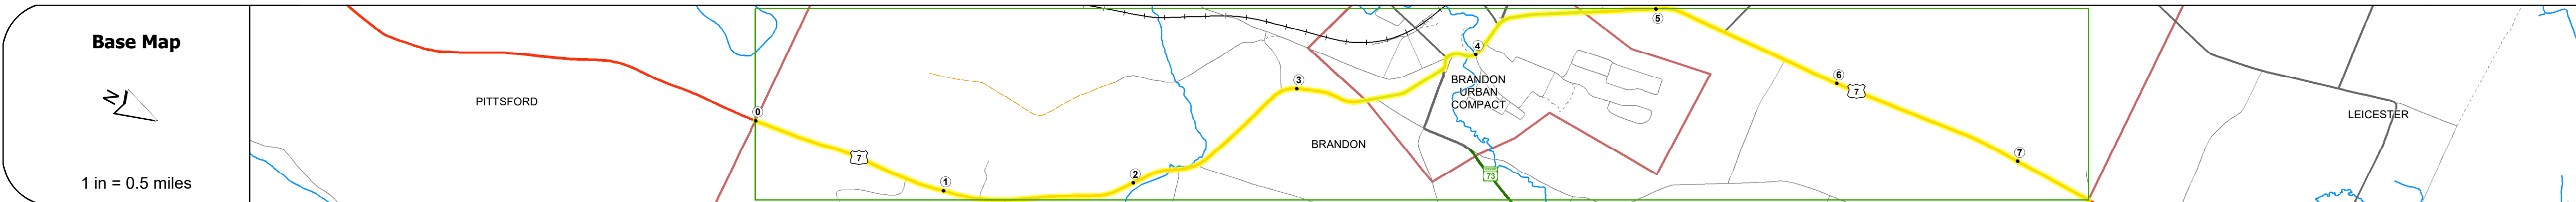 Base Map
N
1 in = 0.5 miles
PITTSFORD
0
7
1
2
3
BRANDON
4
BRANDON
URBAN
COMPACT
73
5
6
7
7
LEICESTER